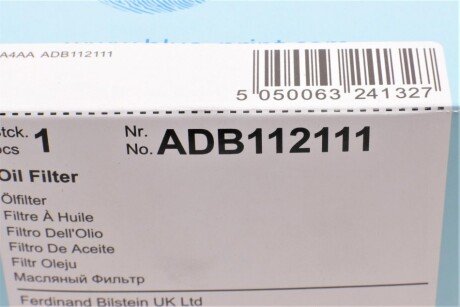 A4AA ADB112111
5 050063 241327
Stck. 1 Nr.
pcs No. ADB112111
Oil Filter
Ölfilter
Filtre À Huile
Filtro Dell'Olio
Filtro De Aceite
Filtr Oleju
Масляный Фильтр
Ferdinand Bilstein UK Ltd